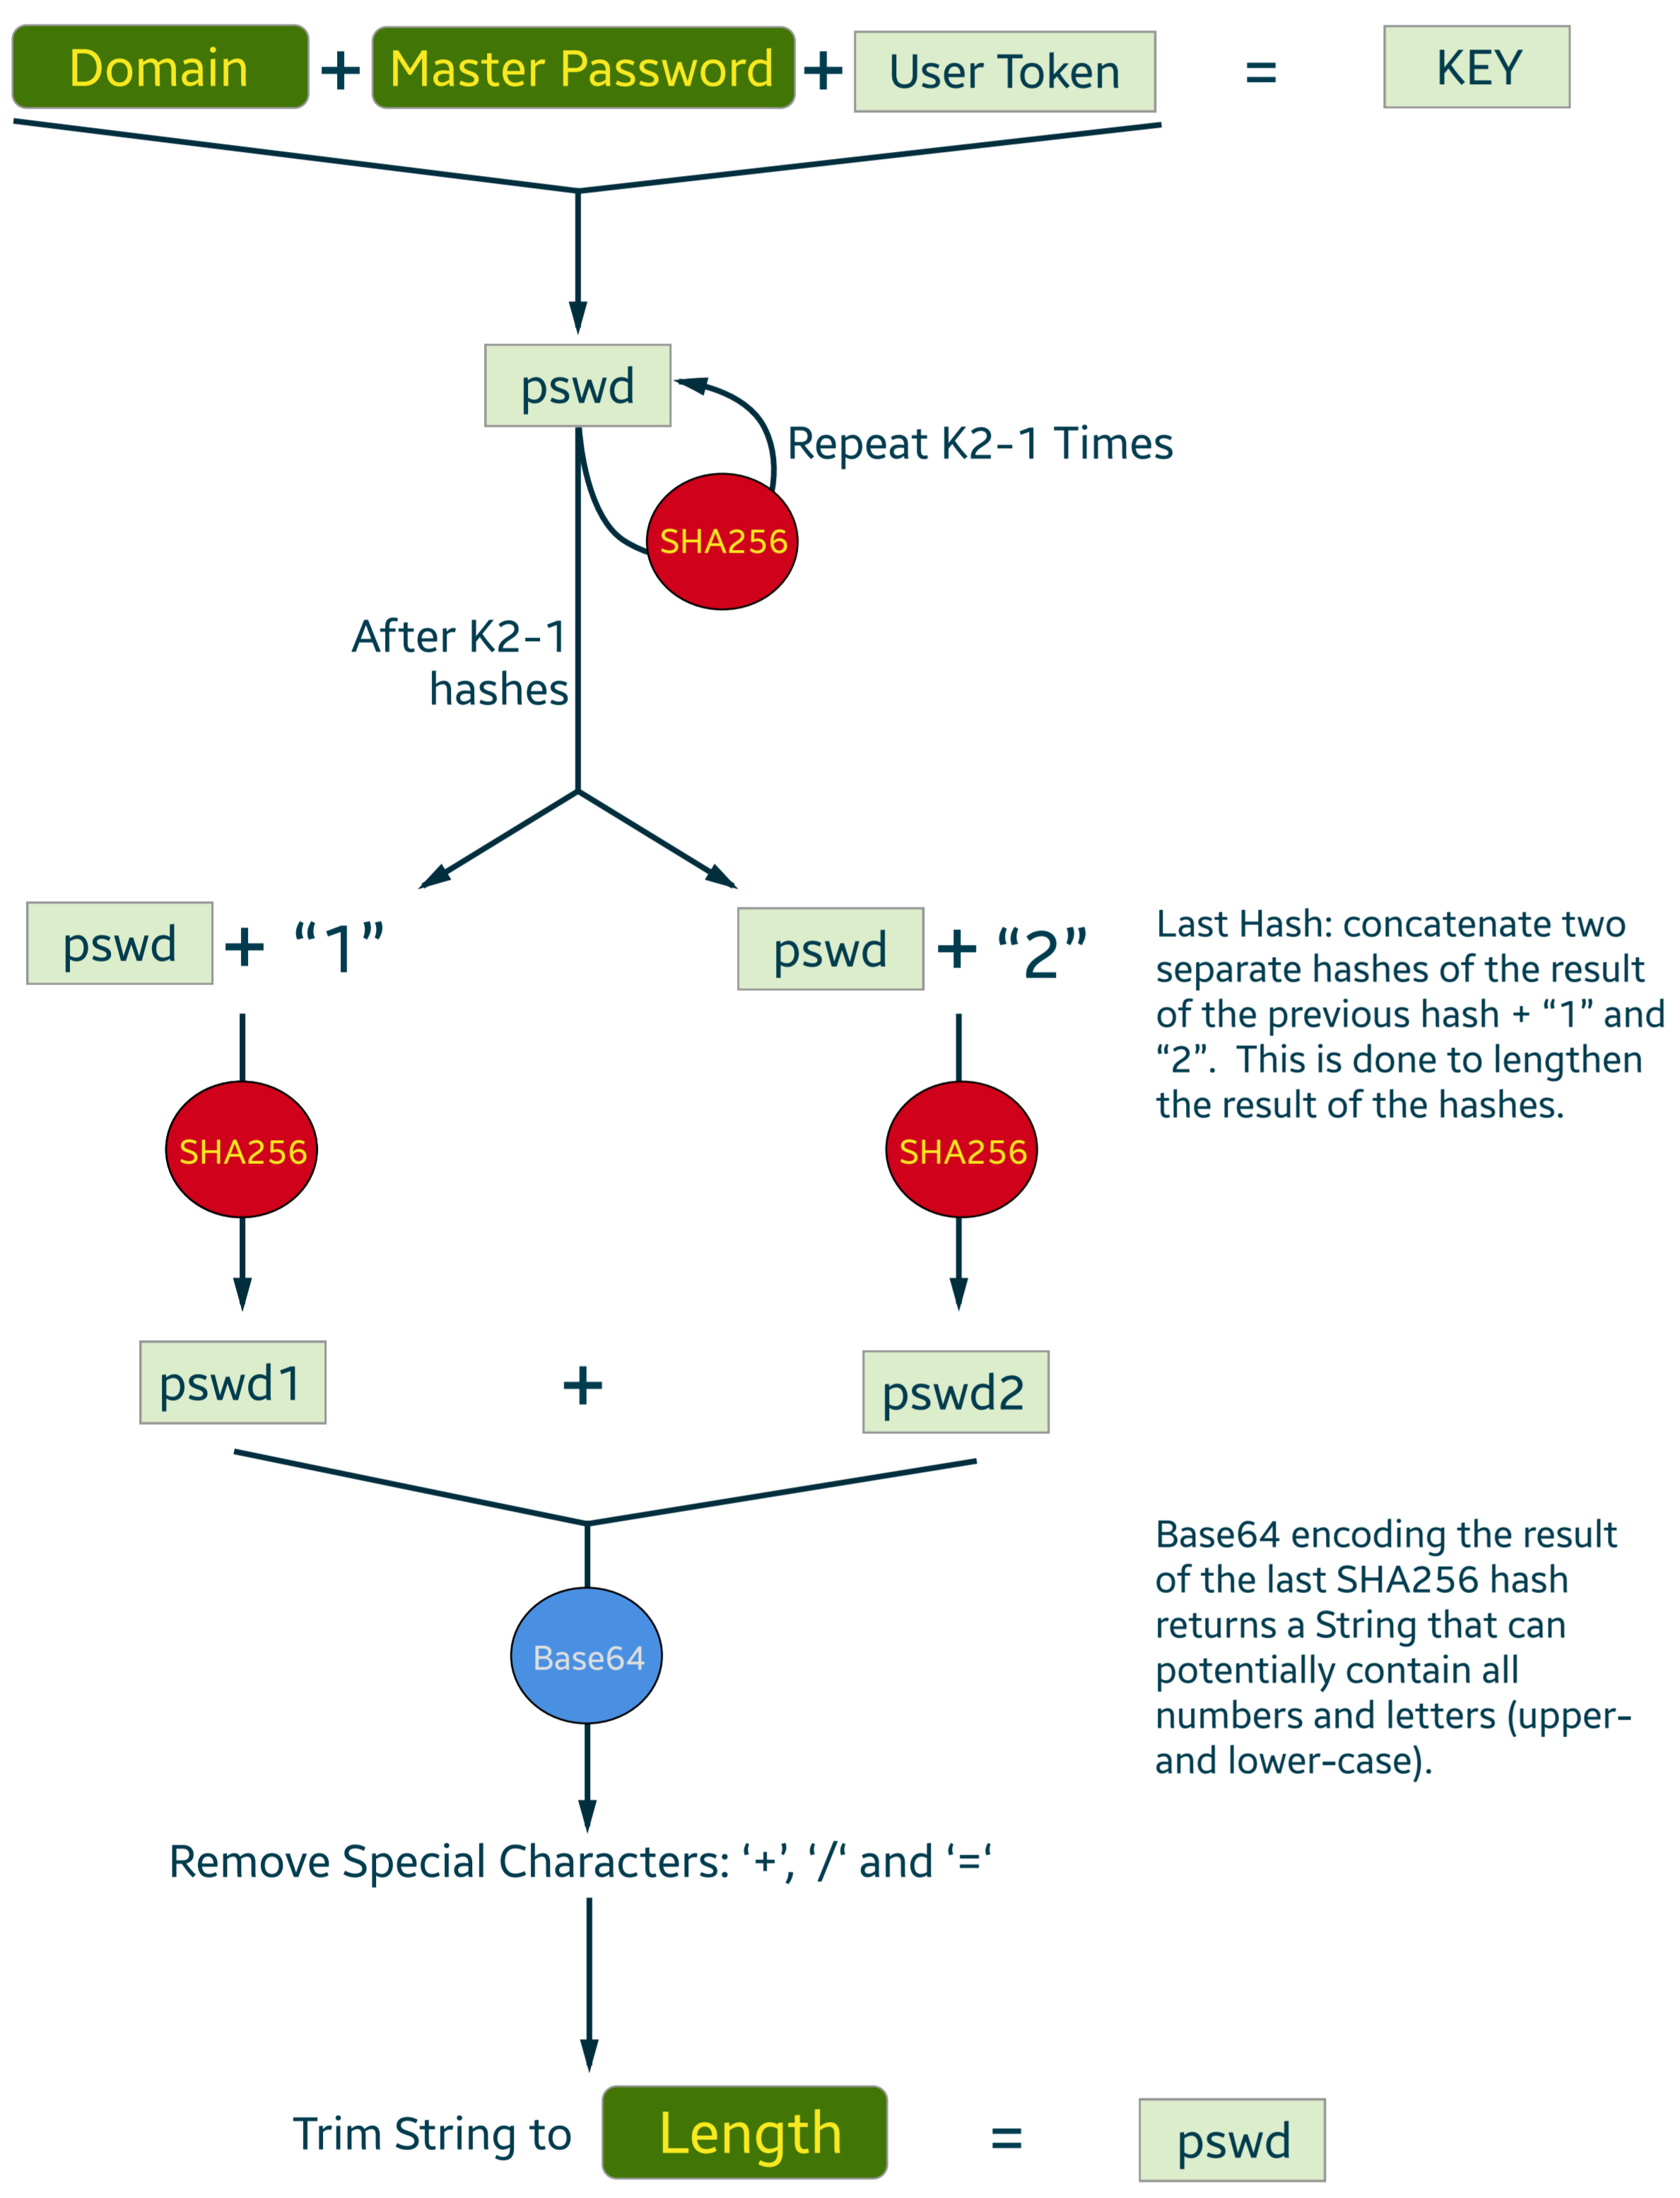 Domain + Master Password + User Token = KEY
pswd
Repeat K2-1 Times
SHA256
After K2-1
hashes
pswd + “1”
pswd + “2”
Last Hash: concatenate two
separate hashes of the result
of the previous hash + “1” and
“2”.  This is done to lengthen
the result of the hashes.
SHA256
SHA256
pswd1 + pswd2
Base64 encoding the result
of the last SHA256 hash
returns a String that can
potentially contain all
numbers and letters (upper-
and lower-case).
Base64
Remove Special Characters: ‘+’, ‘/‘ and ‘=‘
Trim String to Length = pswd